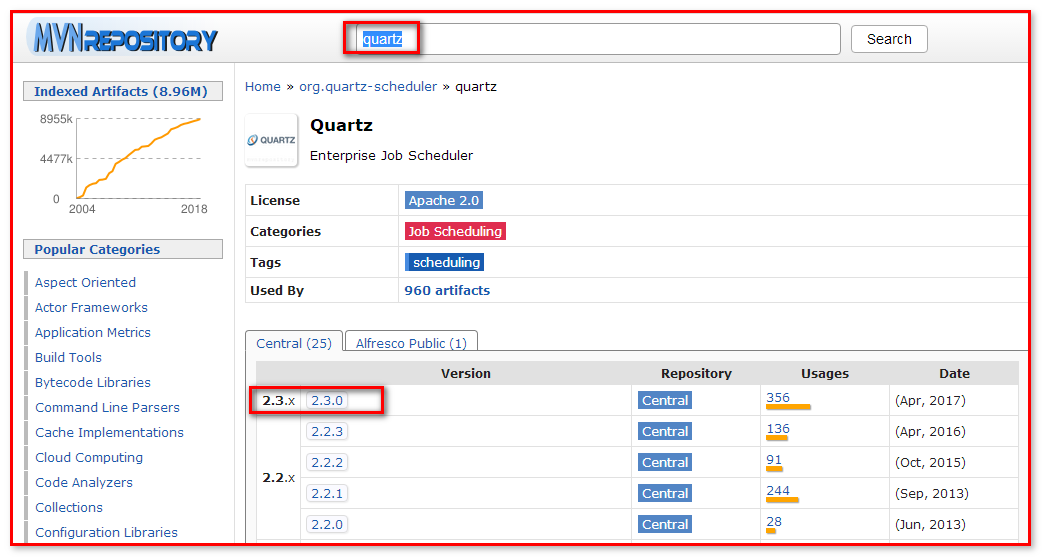 MVNREPOSITORY
quartz
Search
Indexed Artifacts (8.96M)
8955k
4477k
0
2004 2018
Popular Categories
Aspect Oriented
Actor Frameworks
Application Metrics
Build Tools
Bytecode Libraries
Command Line Parsers
Cache Implementations
Cloud Computing
Code Analyzers
Collections
Configuration Libraries
Home » org.quartz-scheduler » quartz
QUARTZ
Quartz
Enterprise Job Scheduler
License Apache 2.0
Categories Job Scheduling
Tags scheduling
Used By 960 artifacts
Central (25) Alfresco Public (1)
Version Repository Usages Date
2.3.x 2.3.0 Central 356 (Apr, 2017)
2.2.3 Central 136 (Apr, 2016)
2.2.x
2.2.2 Central 91 (Oct, 2015)
2.2.1 Central 244 (Sep, 2013)
2.2.0 Central 28 (Jun, 2013)